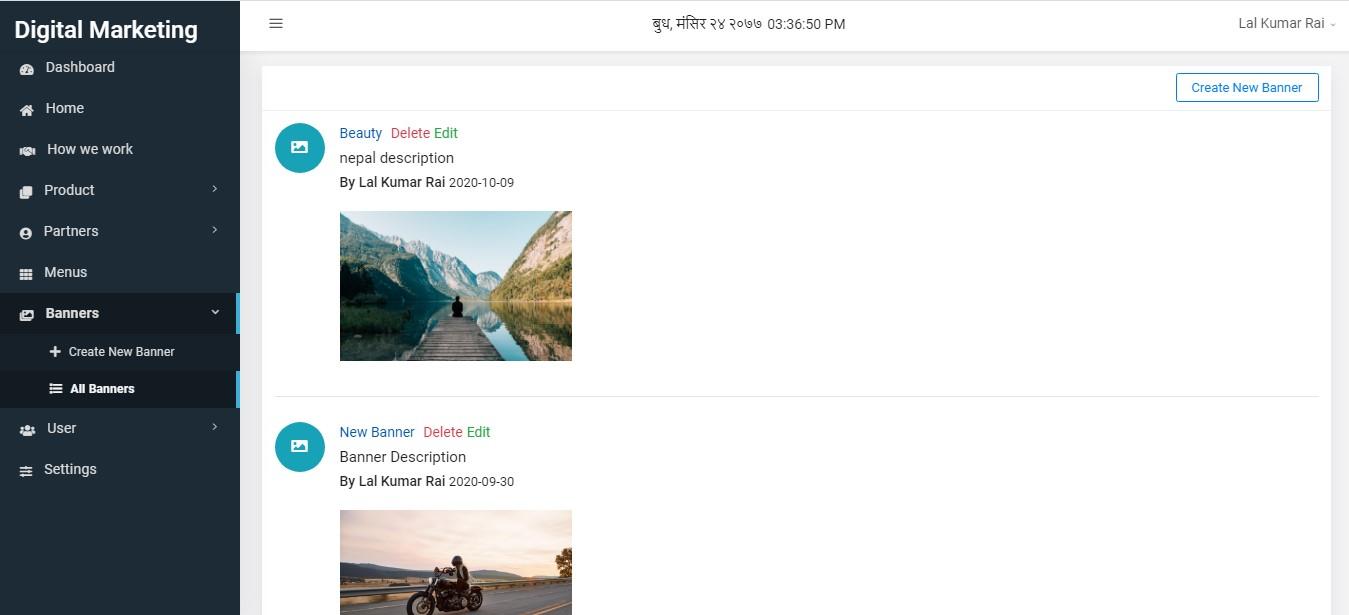 Digital Marketing
बुध, मंसिर २४ २०७७ 03:36:50 PM
Lal Kumar Rai
Dashboard
Home
How we work
Product
Partners
Menus
Banners
Create New Banner
All Banners
User
Settings
Create New Banner
Beauty Delete Edit
nepal description
By Lal Kumar Rai 2020-10-09
New Banner Delete Edit
Banner Description
By Lal Kumar Rai 2020-09-30